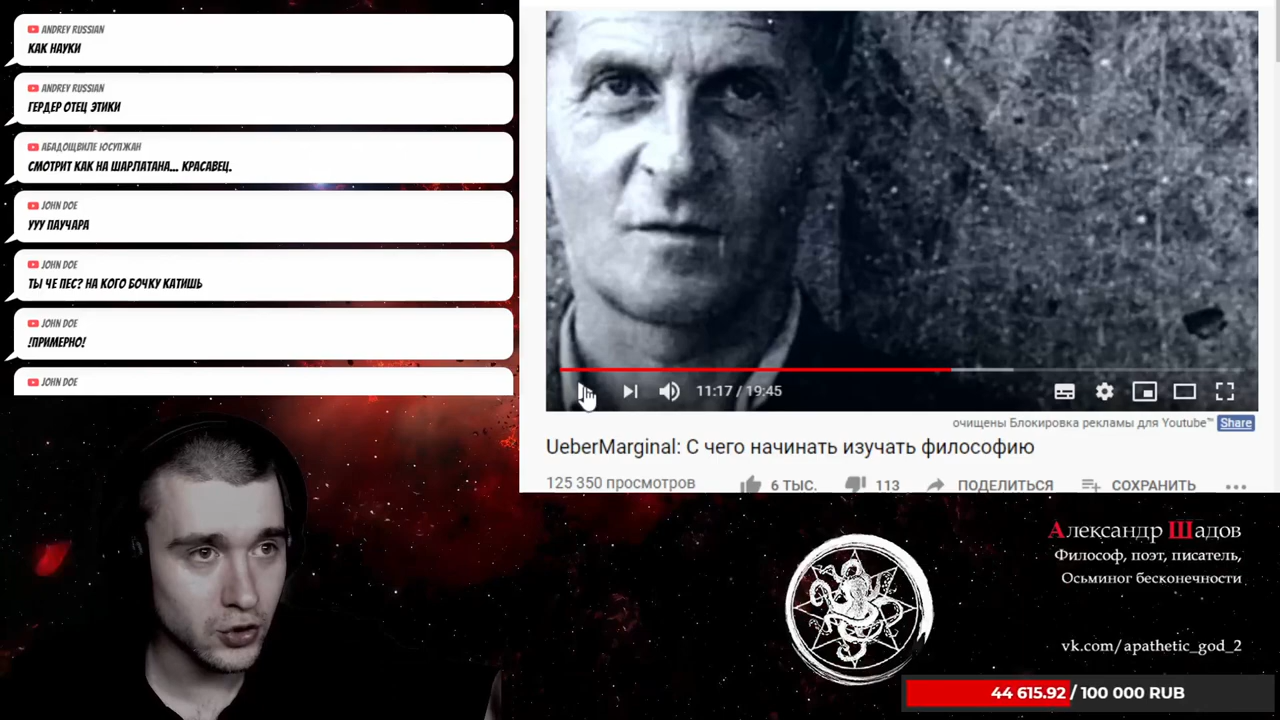 ANDREY RUSSIAN
КАК НАУКИ
ANDREY RUSSIAN
ГЕРДЕР ОТЕЦ ЭТИКИ
АБАДОЩВИЛЕ ЮСУПЖАН
СМОТРИТ КАК НА ШАРЛАТАНА... КРАСАВЕЦ.
JOHN DOE
УУУ ПАУЧАРА
JOHN DOE
ТЫ ЧЕ ПЕС? НА КОГО БОЧКУ КАТИШЬ
JOHN DOE
!ПРИМЕРНО!
JOHN DOE
11:17 / 19:45
очищены Блокировка рекламы для Youtube™ Share
UeberMarginal: С чего начинать изучать философию
125 350 просмотров
6 ТЫС.
113
ПОДЕЛИТЬСЯ
СОХРАНИТЬ
Александр Шадов
Философ, поэт, писатель,
Осьминог бесконечности
vk.com/apathetic_god_2
44 615.92 / 100 000 RUB